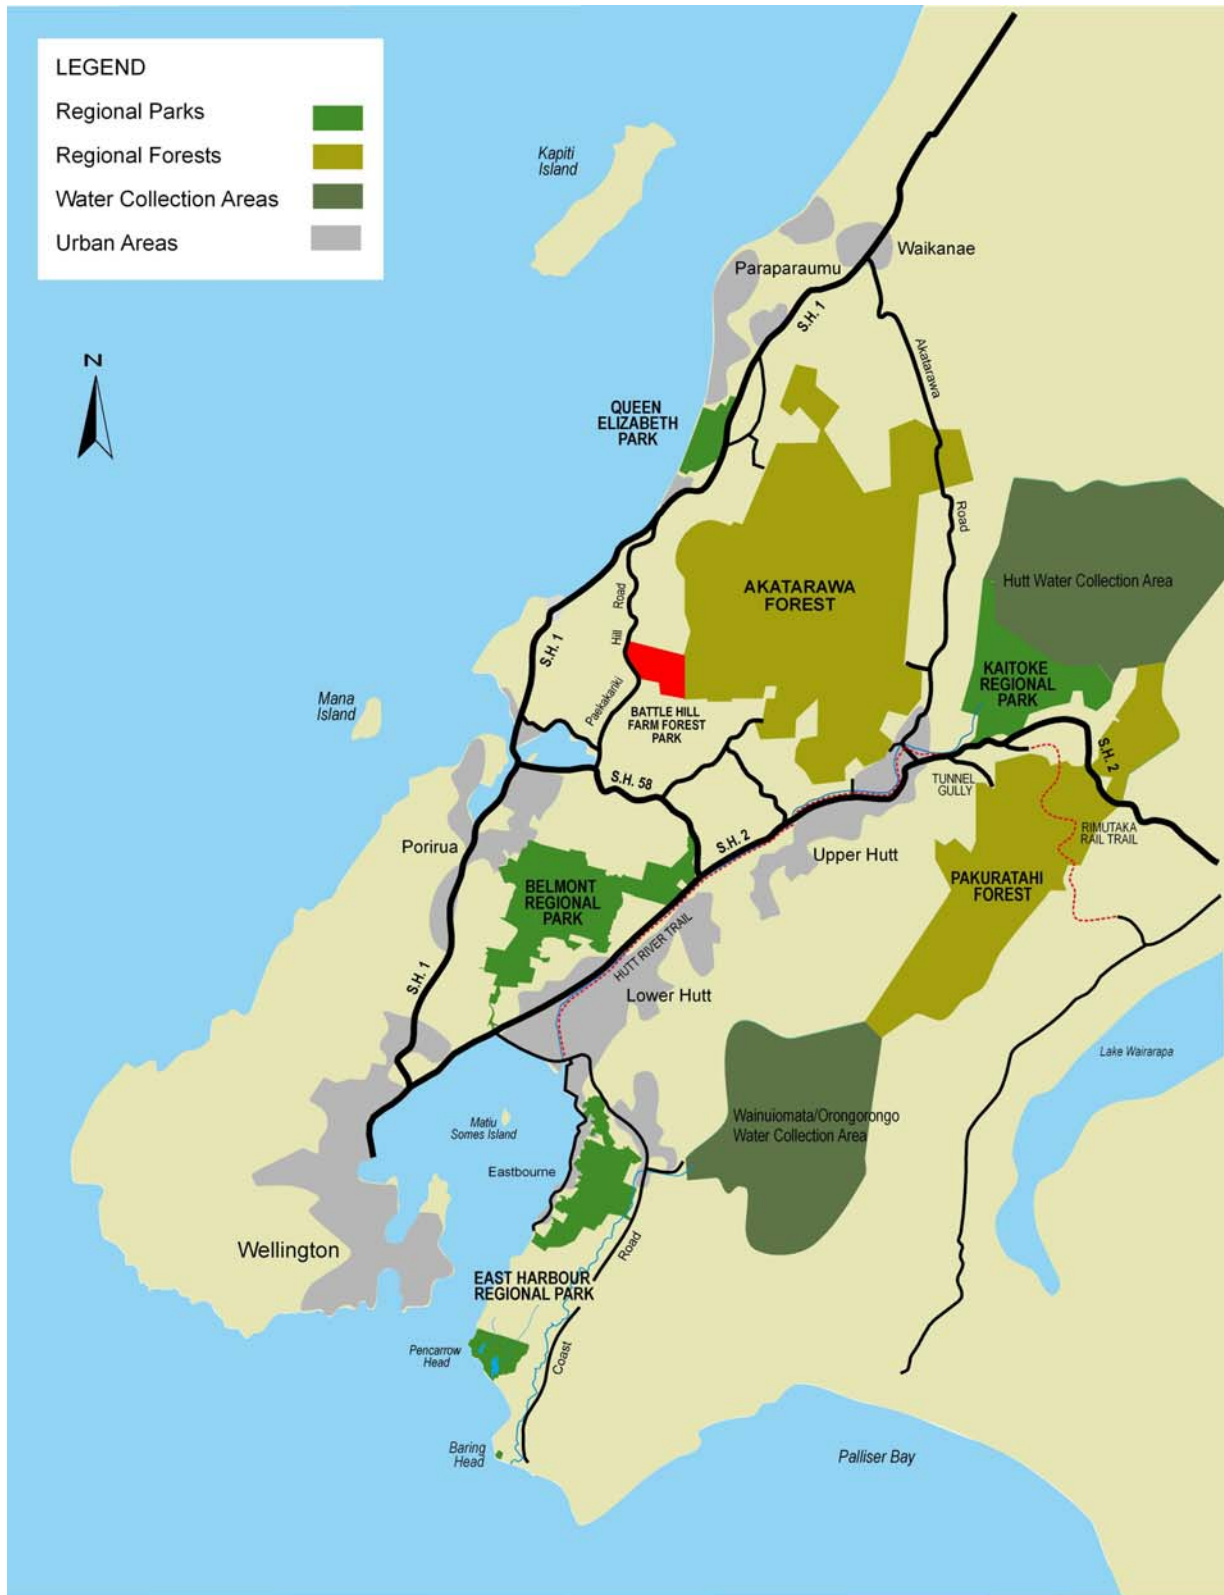 LEGEND
Regional Parks
Regional Forests
Water Collection Areas
Urban Areas
Kapiti
Island
N
Waikanae
Paraparaumu
S.H. 1
Akatarawa
Road
QUEEN
ELIZABETH
PARK
AKATARAWA
FOREST
Hutt Water Collection Area
Road
Hill
Paekakariki
S.H. 1
KAITOKE
REGIONAL
PARK
Mana
Island
BATTLE HILL
FARM FOREST
PARK
S.H. 2
S.H. 58
TUNNEL
GULLY
RIMUTAKA
RAIL TRAIL
S.H. 2
Porirua
Upper Hutt
BELMONT
REGIONAL
PARK
PAKURATAHI
FOREST
HUTT RIVER TRAIL
S.H. 1
Lower Hutt
Lake Wairarapa
Matiu
Somes Island
Wainuiomata/Orongorongo
Water Collection Area
Eastbourne
Wellington
Road
EAST HARBOUR
REGIONAL PARK
Pencarrow
Head
Coast
Baring
Head
Palliser Bay